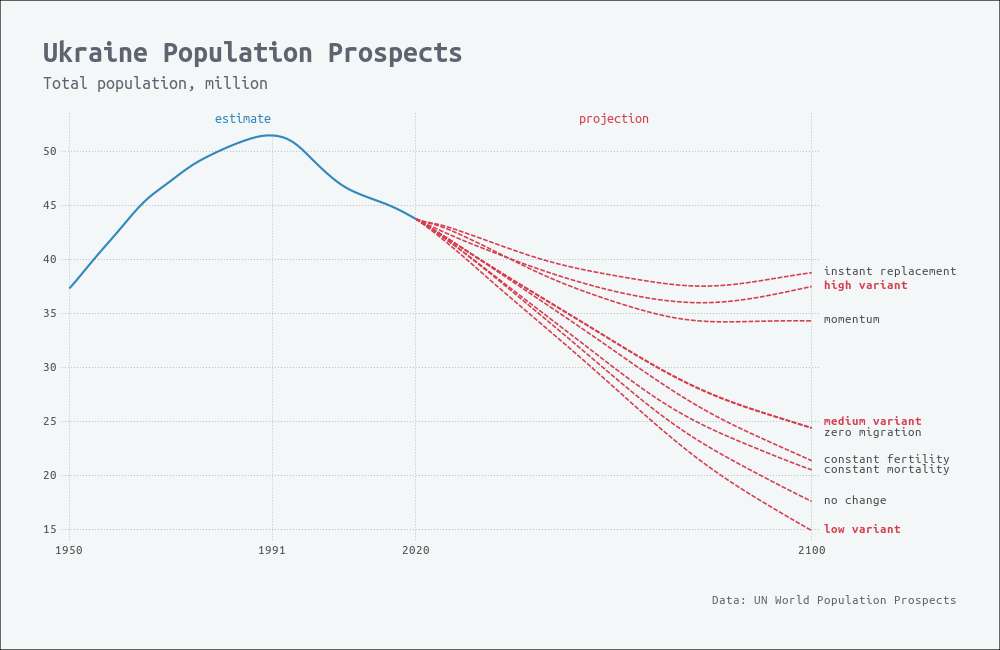 Ukraine Population Prospects
Total population, million
estimate
projection
50
45
40
35
30
25
20
15
instant replacement
high variant
momentum
medium variant
zero migration
constant fertility
constant mortality
no change
low variant
1950
1991
2020
2100
Data: UN World Population Prospects